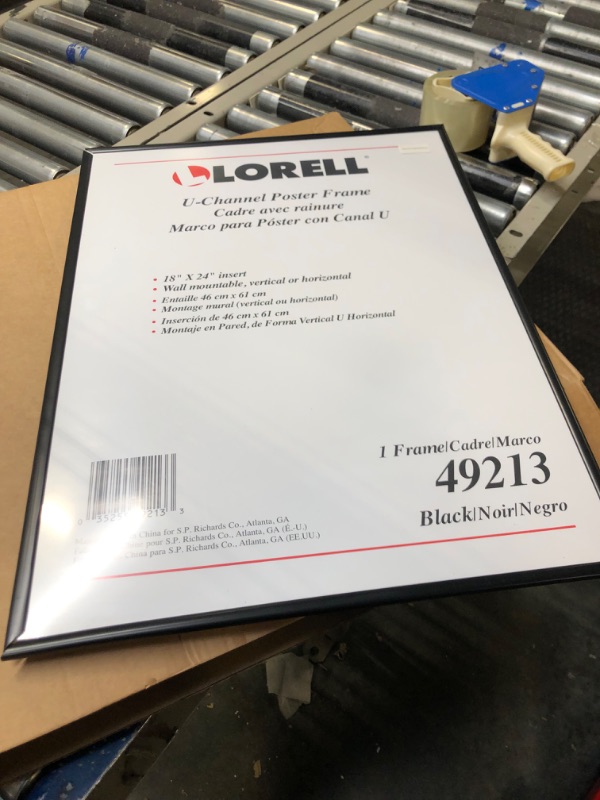 LORELL®
U-Channel Poster Frame
Cadre avec rainure
Marco para Póster con Canal U
• 18" X 24" insert
• Wall mountable, vertical or horizontal
• Entaille 46 cm x 61 cm
• Montage mural (vertical ou horizontal)
• Inserción de 46 cm x 61 cm
• Montaje en Pared, de Forma Vertical U Horizontal
1 Frame|Cadre|Marco
49213
Black|Noir|Negro
213 3
China for S.P. Richards Co., Atlanta, GA
pour S.P. Richards Co., Atlanta, GA (É.-U.)
China para S.P. Richards Co., Atlanta, GA (EE.UU.)